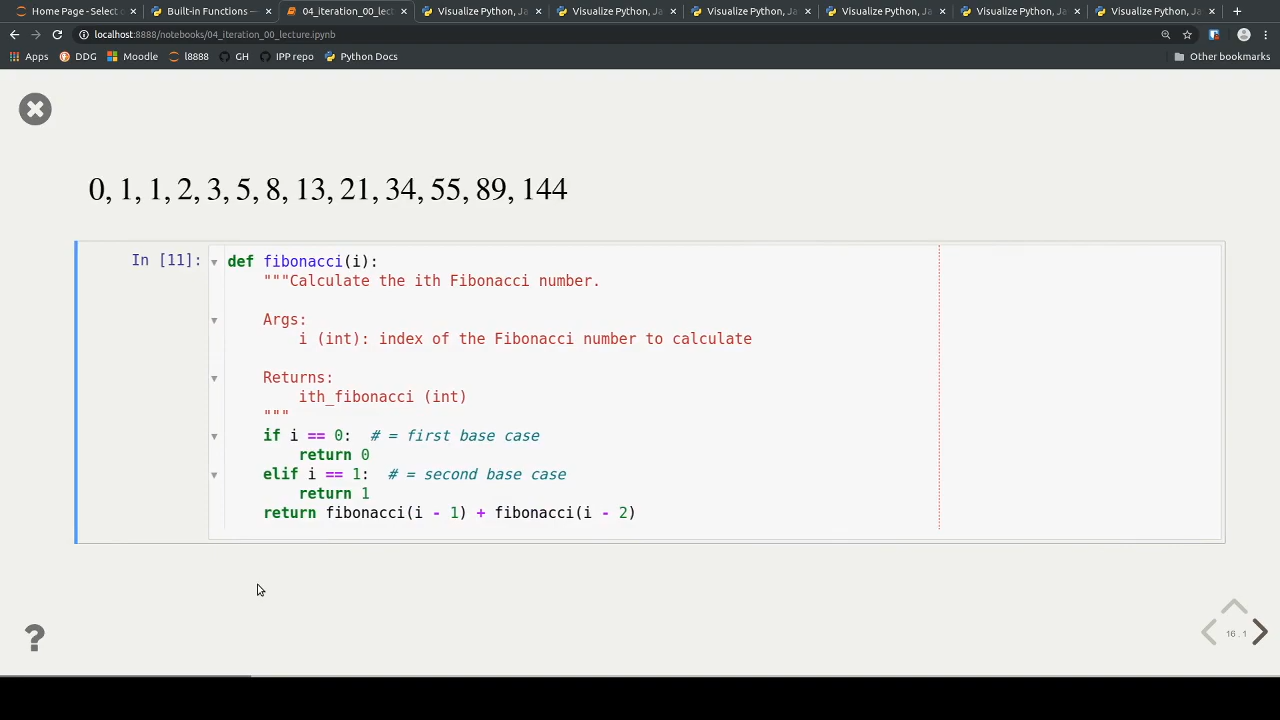 Home Page - Select
Built-in Functions —
04_iteration_00_lect
Visualize Python, Ja
Visualize Python, Ja
Visualize Python, Ja
Visualize Python, Ja
Visualize Python, Ja
Visualize Python, Ja
localhost:8888/notebooks/04_iteration_00_lecture.ipynb
Apps DDG Moodle l8888 GH IPP repo Python Docs Other bookmarks
0, 1, 1, 2, 3, 5, 8, 13, 21, 34, 55, 89, 144
In [11]:
def fibonacci(i):
"""Calculate the ith Fibonacci number.
Args:
i (int): index of the Fibonacci number to calculate
Returns:
ith_fibonacci (int)
"""
if i == 0:  # = first base case
return 0
elif i == 1:  # = second base case
return 1
return fibonacci(i - 1) + fibonacci(i - 2)
?
16 . 1